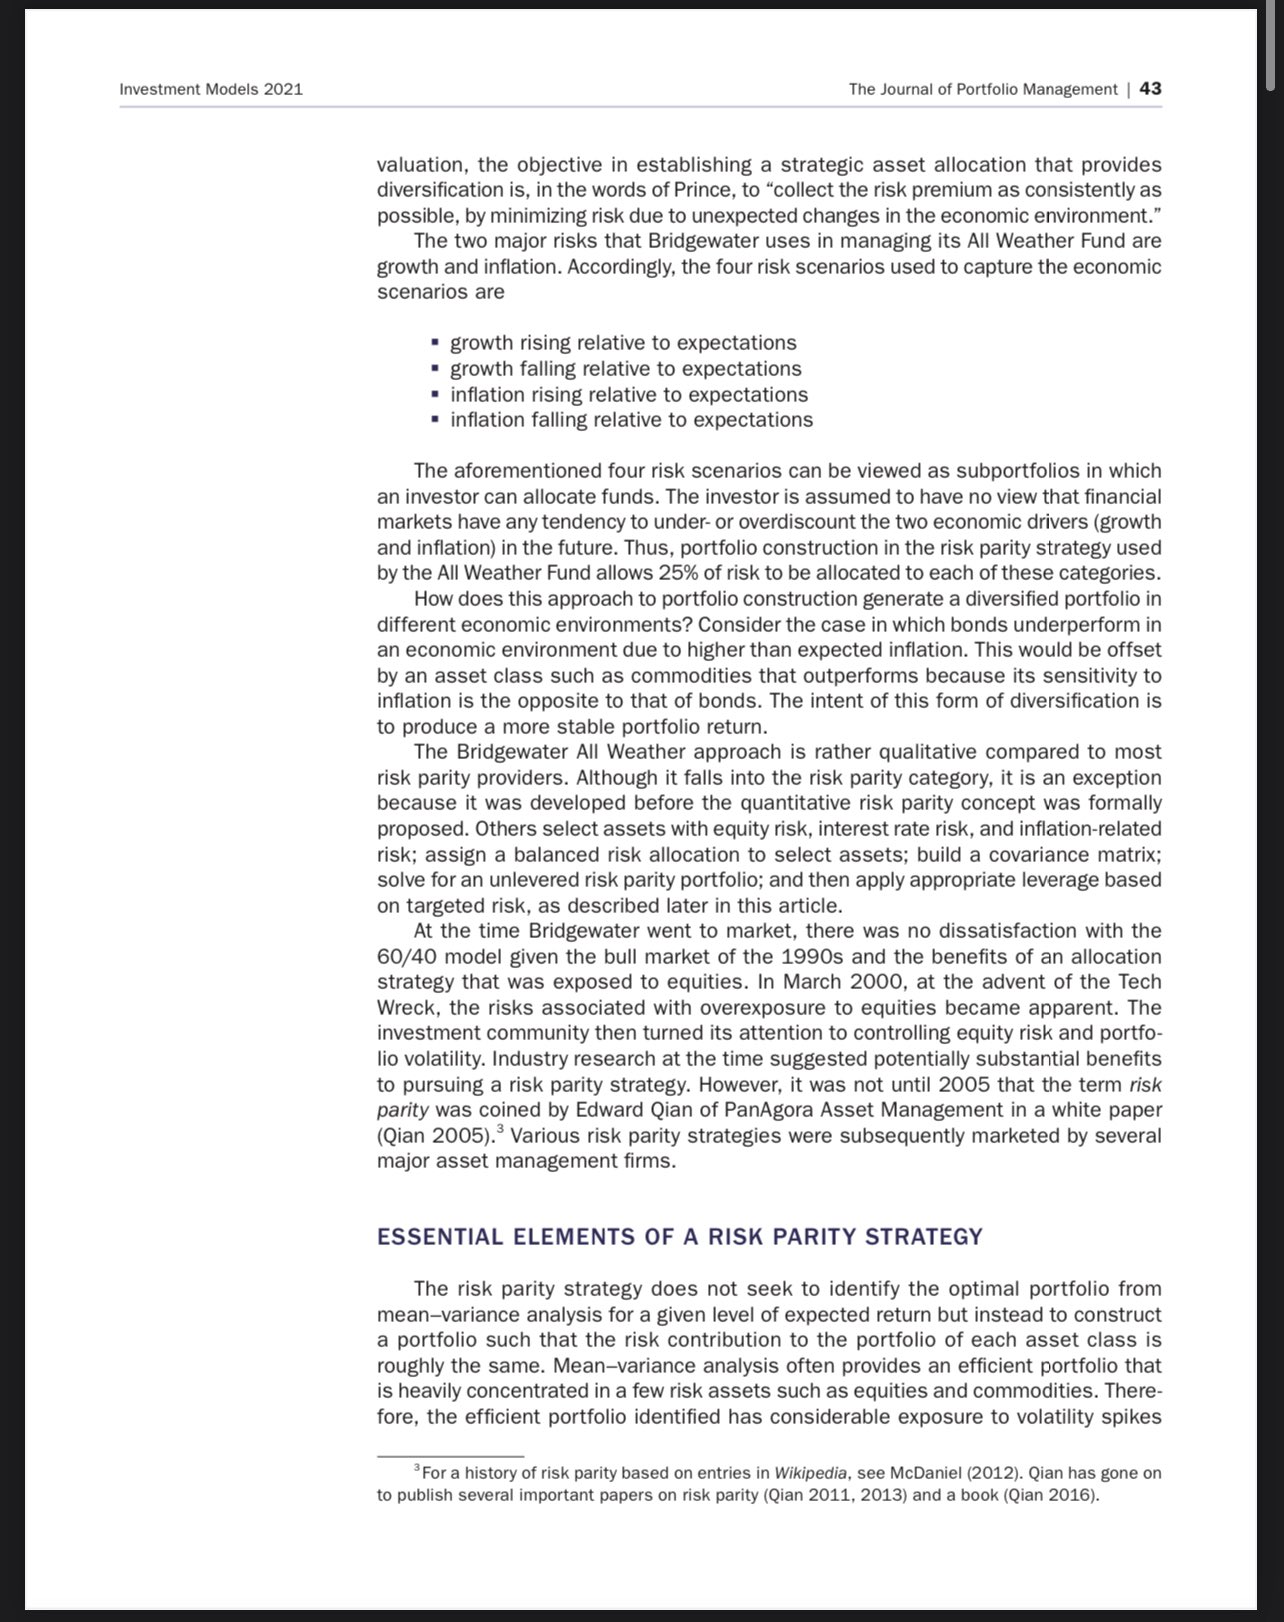 Investment Models 2021
The Journal of Portfolio Management | 43
valuation, the objective in establishing a strategic asset allocation that provides
diversification is, in the words of Prince, to “collect the risk premium as consistently as
possible, by minimizing risk due to unexpected changes in the economic environment.”
The two major risks that Bridgewater uses in managing its All Weather Fund are
growth and inflation. Accordingly, the four risk scenarios used to capture the economic
scenarios are
▪ growth rising relative to expectations
▪ growth falling relative to expectations
▪ inflation rising relative to expectations
▪ inflation falling relative to expectations
The aforementioned four risk scenarios can be viewed as subportfolios in which
an investor can allocate funds. The investor is assumed to have no view that financial
markets have any tendency to under- or overdiscount the two economic drivers (growth
and inflation) in the future. Thus, portfolio construction in the risk parity strategy used
by the All Weather Fund allows 25% of risk to be allocated to each of these categories.
How does this approach to portfolio construction generate a diversified portfolio in
different economic environments? Consider the case in which bonds underperform in
an economic environment due to higher than expected inflation. This would be offset
by an asset class such as commodities that outperforms because its sensitivity to
inflation is the opposite to that of bonds. The intent of this form of diversification is
to produce a more stable portfolio return.
The Bridgewater All Weather approach is rather qualitative compared to most
risk parity providers. Although it falls into the risk parity category, it is an exception
because it was developed before the quantitative risk parity concept was formally
proposed. Others select assets with equity risk, interest rate risk, and inflation-related
risk; assign a balanced risk allocation to select assets; build a covariance matrix;
solve for an unlevered risk parity portfolio; and then apply appropriate leverage based
on targeted risk, as described later in this article.
At the time Bridgewater went to market, there was no dissatisfaction with the
60/40 model given the bull market of the 1990s and the benefits of an allocation
strategy that was exposed to equities. In March 2000, at the advent of the Tech
Wreck, the risks associated with overexposure to equities became apparent. The
investment community then turned its attention to controlling equity risk and portfo-
lio volatility. Industry research at the time suggested potentially substantial benefits
to pursuing a risk parity strategy. However, it was not until 2005 that the term risk
parity was coined by Edward Qian of PanAgora Asset Management in a white paper
(Qian 2005).³ Various risk parity strategies were subsequently marketed by several
major asset management firms.
ESSENTIAL ELEMENTS OF A RISK PARITY STRATEGY
The risk parity strategy does not seek to identify the optimal portfolio from
mean–variance analysis for a given level of expected return but instead to construct
a portfolio such that the risk contribution to the portfolio of each asset class is
roughly the same. Mean–variance analysis often provides an efficient portfolio that
is heavily concentrated in a few risk assets such as equities and commodities. There-
fore, the efficient portfolio identified has considerable exposure to volatility spikes
³For a history of risk parity based on entries in Wikipedia, see McDaniel (2012). Qian has gone on
to publish several important papers on risk parity (Qian 2011, 2013) and a book (Qian 2016).